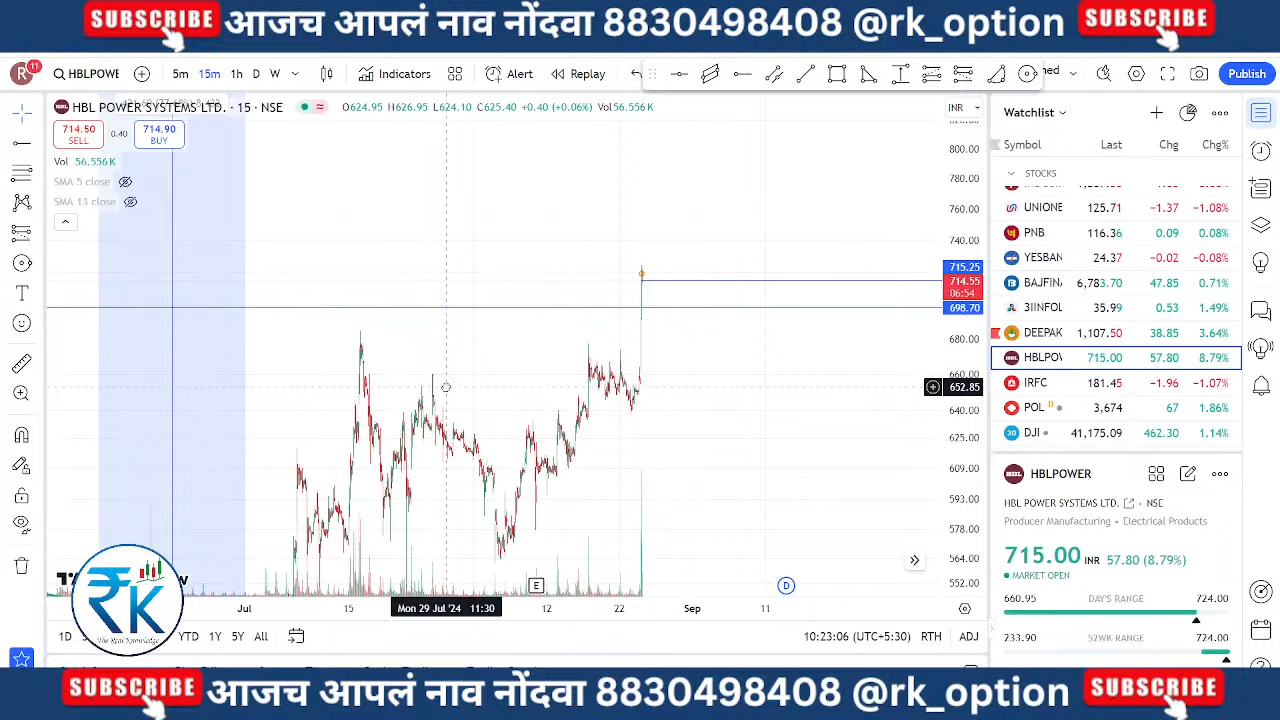 SUBSCRIBE आजच आपलं नाव नोंदवा 8830498408 @rk_option SUBSCRIBE
R 11 HBLPOWE 5m 15m 1h D W Indicators Alert Replay Publish
HBL POWER SYSTEMS LTD. · 15 · NSE O624.95 H626.95 L624.10 C625.40 +0.40 (+0.06%) Vol56.556K INR
714.50 SELL 0.40 714.90 BUY
Vol 56.556K
SMA 5 close
SMA 13 close
800.00
780.00
760.00
740.00
715.25
714.55
06:54
698.70
680.00
660.00
652.85
640.00
625.00
609.00
593.00
578.00
564.00
552.00
E D
Jul 15 Mon 29 Jul '24 11:30 12 22 Sep 11
1D YTD 1Y 5Y All 10:23:06 (UTC+5:30) RTH ADJ
RK
The Real Knowledge
Watchlist
Symbol Last Chg Chg%
STOCKS
UNIONE 125.71 −1.37 −1.08%
PNB 116.36 0.09 0.08%
YESBAN 24.37 −0.02 −0.08%
BAJFIN 6,783.70 47.85 0.71%
3IINFOL 35.99 0.53 1.49%
DEEPAK 1,107.50 38.85 3.64%
HBLPO 715.00 57.80 8.79%
IRFC 181.45 −1.96 −1.07%
POL D 3,674 67 1.86%
30 DJI 41,175.09 462.30 1.14%
HBLPOWER
HBL POWER SYSTEMS LTD. · NSE
Producer Manufacturing · Electrical Products
715.00 INR 57.80 (8.79%)
MARKET OPEN
660.95 DAY'S RANGE 724.00
233.90 52WK RANGE 724.00
SUBSCRIBE आजच आपलं नाव नोंदवा 8830498408 @rk_option SUBSCRIBE